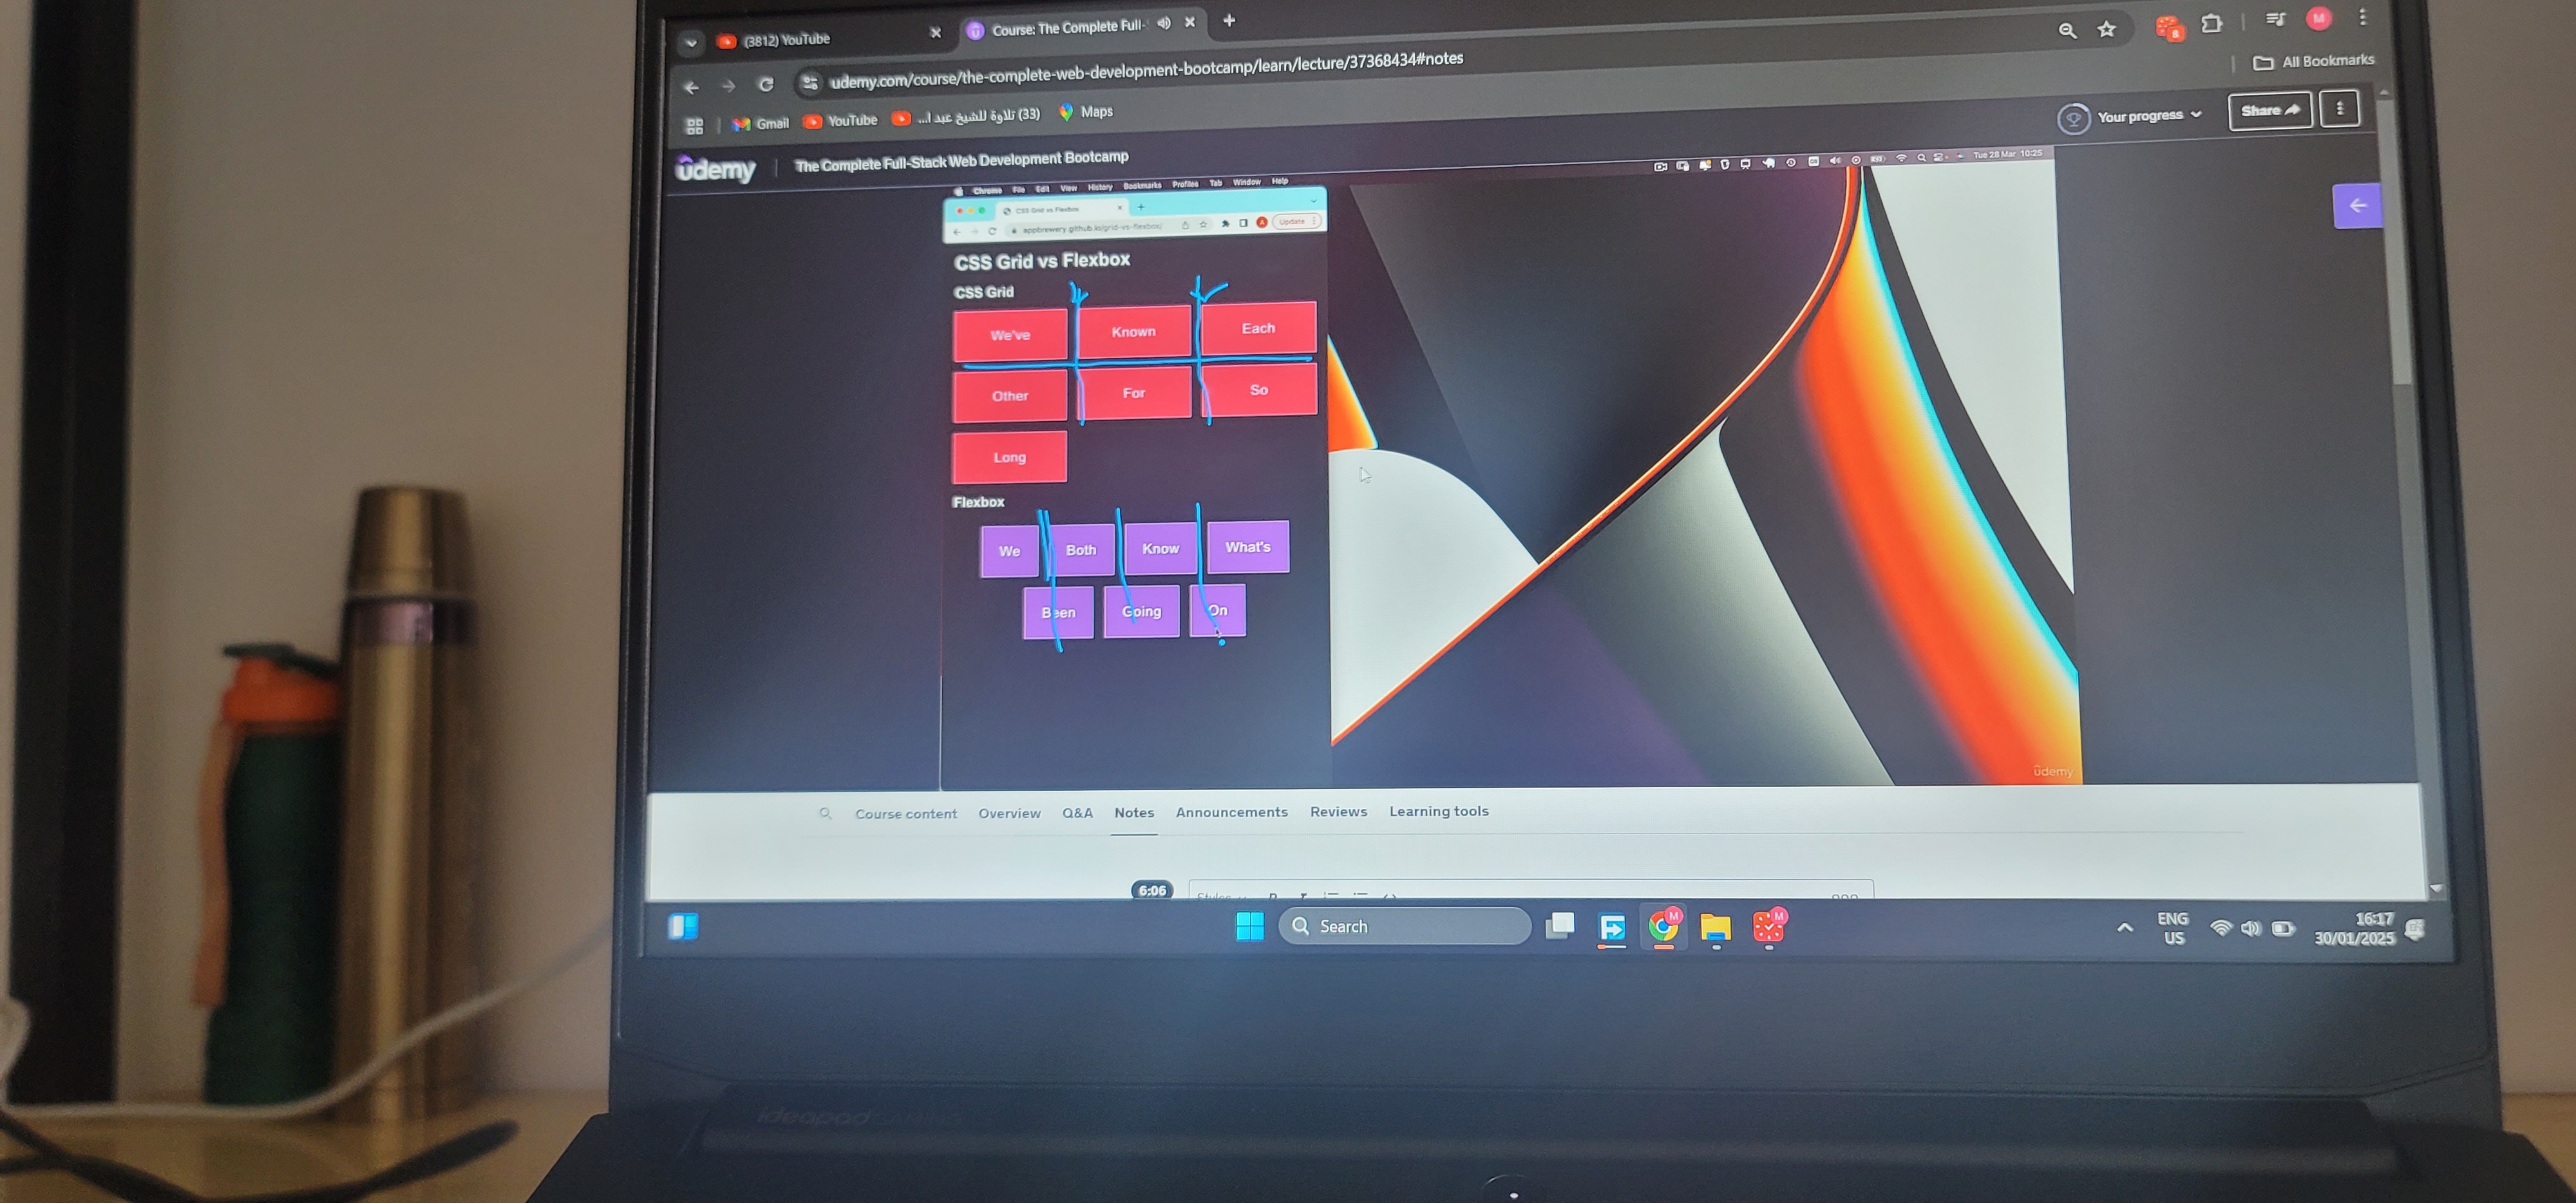 (3812) YouTube
Course: The Complete Full-
udemy.com/course/the-complete-web-development-bootcamp/learn/lecture/37368434#notes
All Bookmarks
Gmail
YouTube
(33) تلاوة للشيخ عبد ا...
Maps
udemy
The Complete Full-Stack Web Development Bootcamp
Your progress
Share
Chrome File Edit View History Bookmarks Profiles Tab Window Help
Tue 28 Mar 10:25
CSS Grid vs Flexbox
appbrewery.github.io/grid-vs-flexbox/
Update
CSS Grid vs Flexbox
CSS Grid
We've Known Each
Other For So
Long
Flexbox
We Both Know What's
Been Going On
udemy
Course content Overview Q&A Notes Announcements Reviews Learning tools
6:06
Search
ENG
US
16:17
30/01/2025
M
M
M
ideapad GAMING